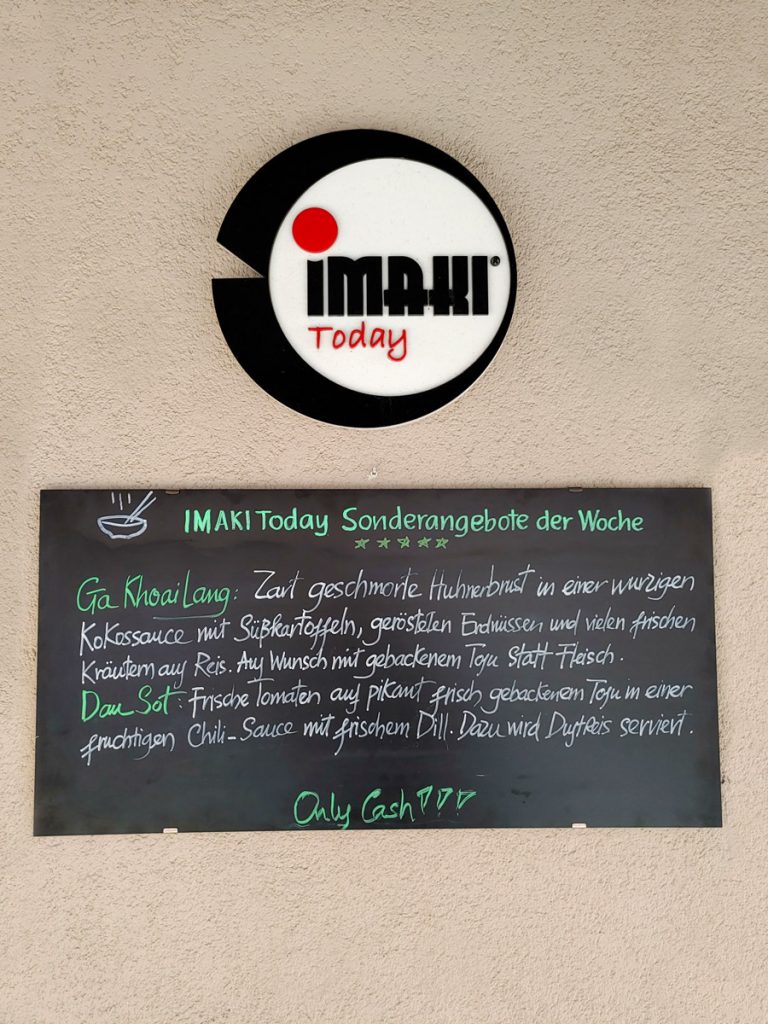 IMAKI®
Today
IMAKI Today Sonderangebote der Woche
Ga Khoai Lang: Zart geschmorte Huhnerbrust in einer wurzigen
Kokossauce mit Süßkartoffeln, gerösteten Erdnüssen und vielen frischen
Kräutern auf Reis. Auf Wunsch mit gebackenem Tofu Statt Fleisch.
Dau Sot: Frische Tomaten auf pikant frisch gebackenem Tofu in einer
fruchtigen Chili-Sauce mit frischem Dill. Dazu wird Duftreis serviert.
Only Cash!!!